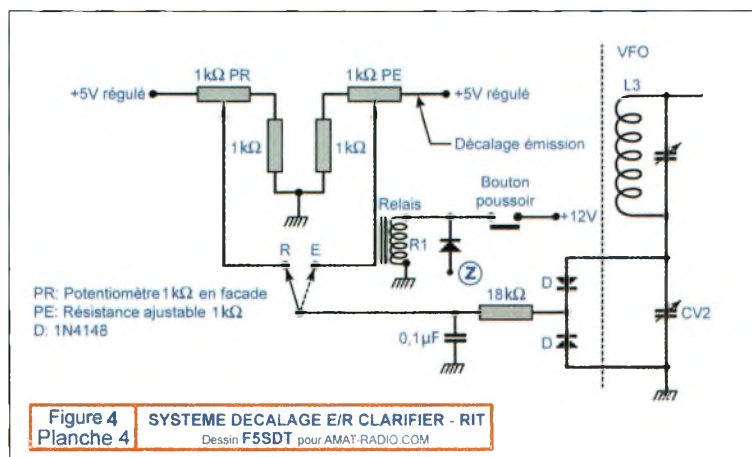 VFO
1kΩ PR
1kΩ PE
L3
+5V régulé
+5V régulé
1kΩ
1kΩ
Décalage émission
Bouton
poussoir
Relais
+12V
R1
R
E
Z
PR: Potentiomètre 1kΩ en facade
PE: Résistance ajustable 1kΩ
D: 1N4148
18kΩ
D
CV2
0,1µF
D
Figure 4
Planche 4
SYSTEME DECALAGE E/R CLARIFIER - RIT
Dessin F5SDT pour AMAT-RADIO.COM